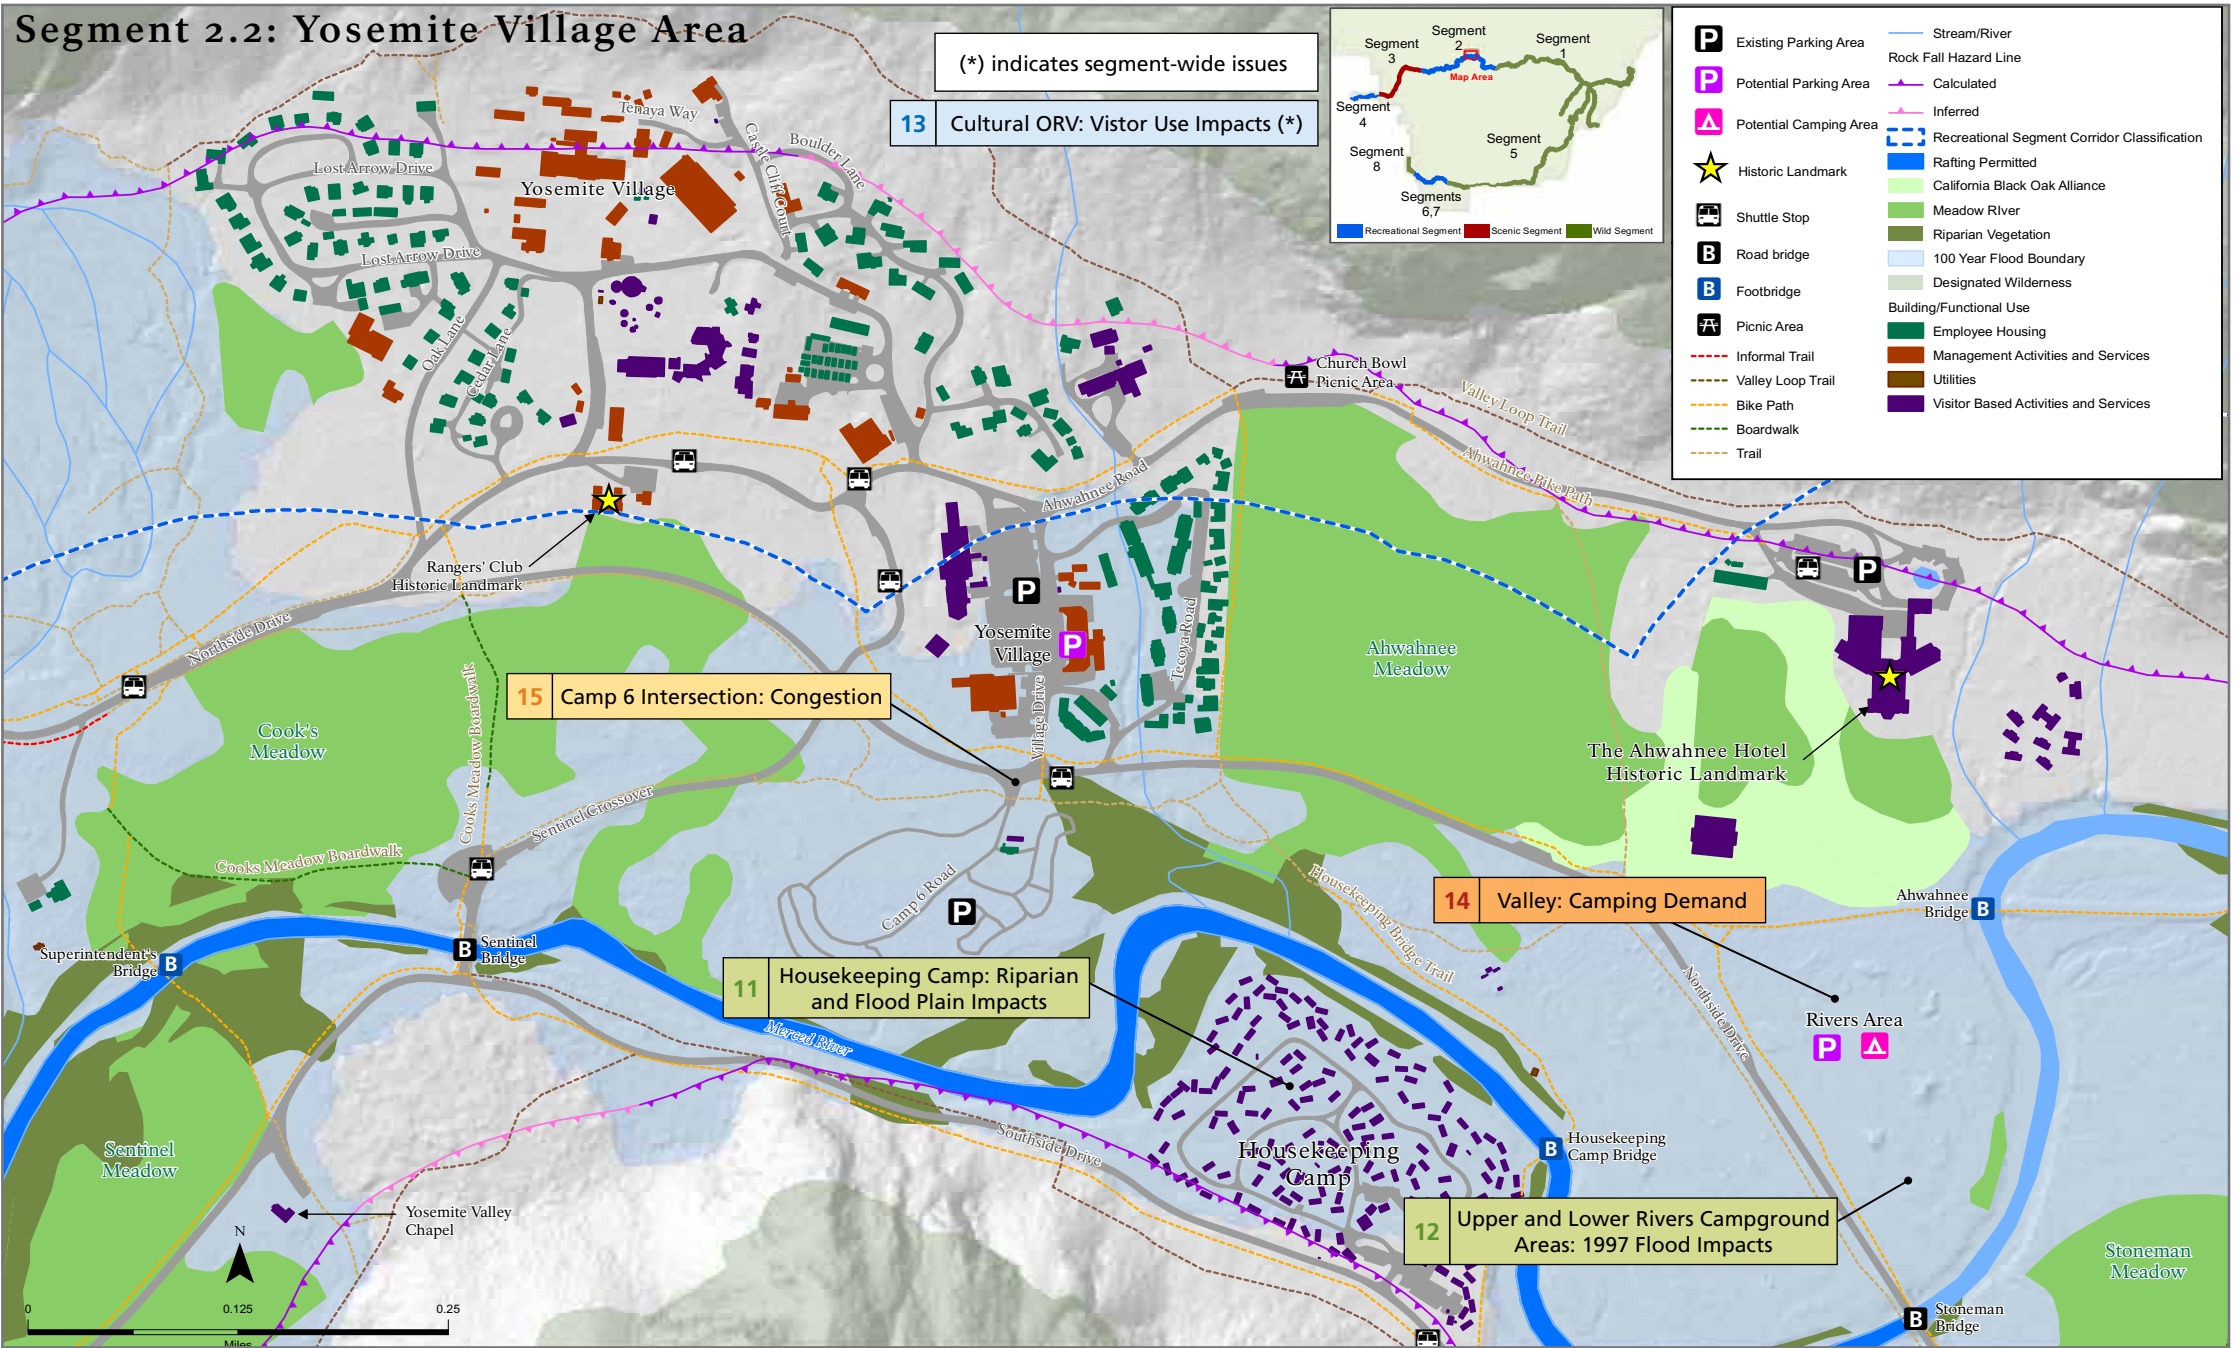 Segment 2.2: Yosemite Village Area
(*) indicates segment-wide issues
13 Cultural ORV: Vistor Use Impacts (*)
Segment
1
Segment
2
Segment
3
Map Area
Segment
4
Segment
5
Segment
8
Segments
6,7
Recreational Segment
Scenic Segment
Wild Segment
P Existing Parking Area
P Potential Parking Area
Potential Camping Area
Historic Landmark
Shuttle Stop
B Road bridge
B Footbridge
Picnic Area
Informal Trail
Valley Loop Trail
Bike Path
Boardwalk
Trail
Stream/River
Rock Fall Hazard Line
Calculated
Inferred
Recreational Segment Corridor Classification
Rafting Permitted
California Black Oak Alliance
Meadow RIver
Riparian Vegetation
100 Year Flood Boundary
Designated Wilderness
Building/Functional Use
Employee Housing
Management Activities and Services
Utilities
Visitor Based Activities and Services
Tenaya Way
Castle Cliff Court
Boulder Lane
Lost Arrow Drive
Yosemite Village
Lost Arrow Drive
Oak Lane
Cedar Lane
Church Bowl
Picnic Area
Valley Loop Trail
Ahwahnee Bike Path
Ahwahnee Road
Rangers' Club
Historic Landmark
P
P
Yosemite
Village
P
Tecoya Road
Village Drive
Northside Drive
Ahwahnee
Meadow
15 Camp 6 Intersection: Congestion
Cook's
Meadow
Cooks Meadow Boardwalk
The Ahwahnee Hotel
Historic Landmark
Sentinel Crossover
Cooks Meadow Boardwalk
Camp 6 Road
P
Housekeeping Bridge Trail
14 Valley: Camping Demand
Ahwahnee
Bridge
B
Superintendent's
Bridge
B
B
Sentinel
Bridge
11 Housekeeping Camp: Riparian
and Flood Plain Impacts
Merced River
Northside Drive
Rivers Area
P
Southside Drive
Housekeeping
Camp
B
Housekeeping
Camp Bridge
Sentinel
Meadow
Yosemite Valley
Chapel
12 Upper and Lower Rivers Campground
Areas: 1997 Flood Impacts
Stoneman
Meadow
B
Stoneman
Bridge
N
0 0.125 0.25
Miles